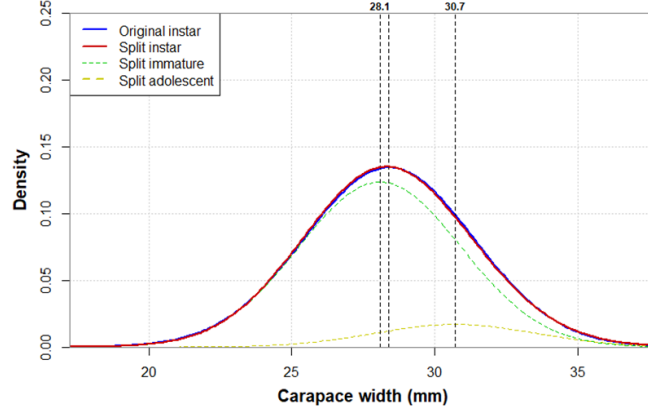 28.1 30.7
0.25
0.20
0.15
0.10
0.05
0.00
Density
Original instar
Split instar
Split immature
Split adolescent
20 25 30 35
Carapace width (mm)